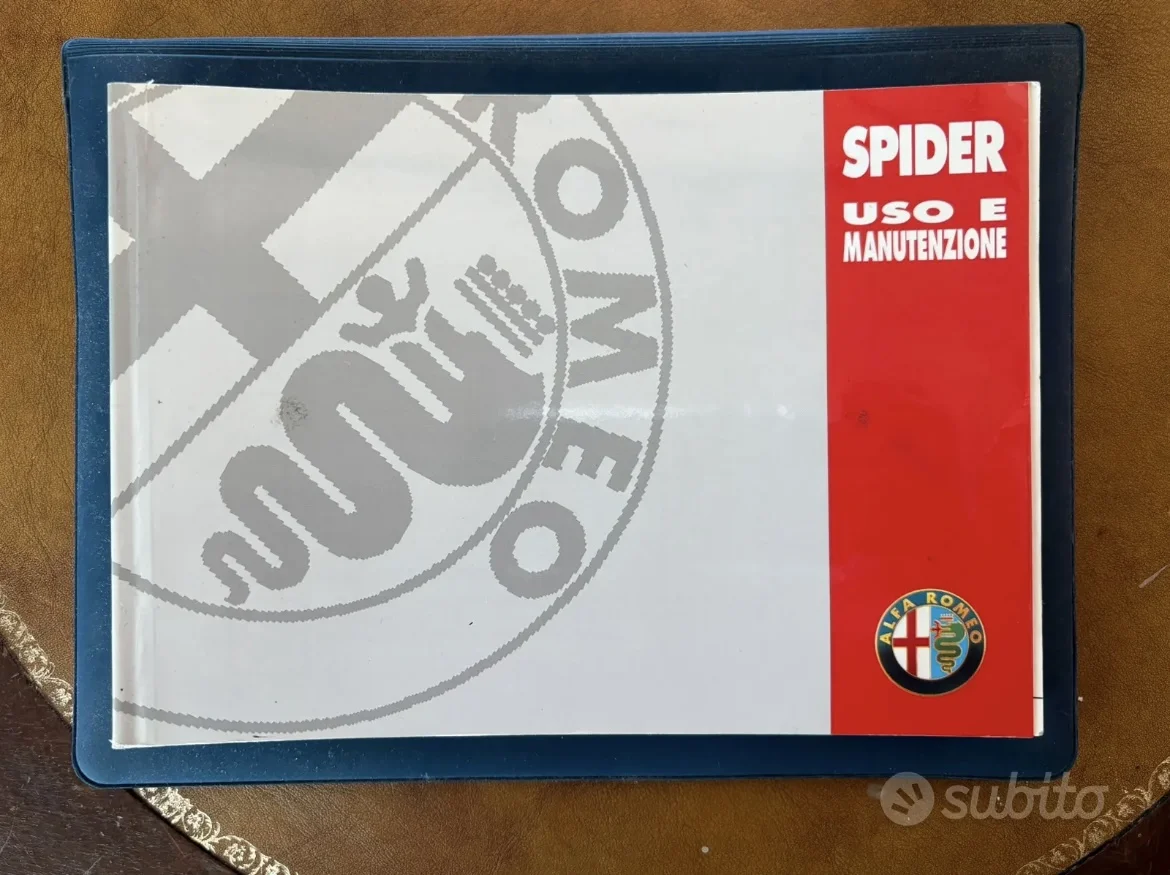 SPIDER
USO E
MANUTENZIONE
ROMEO
ALFA ROMEO
subito